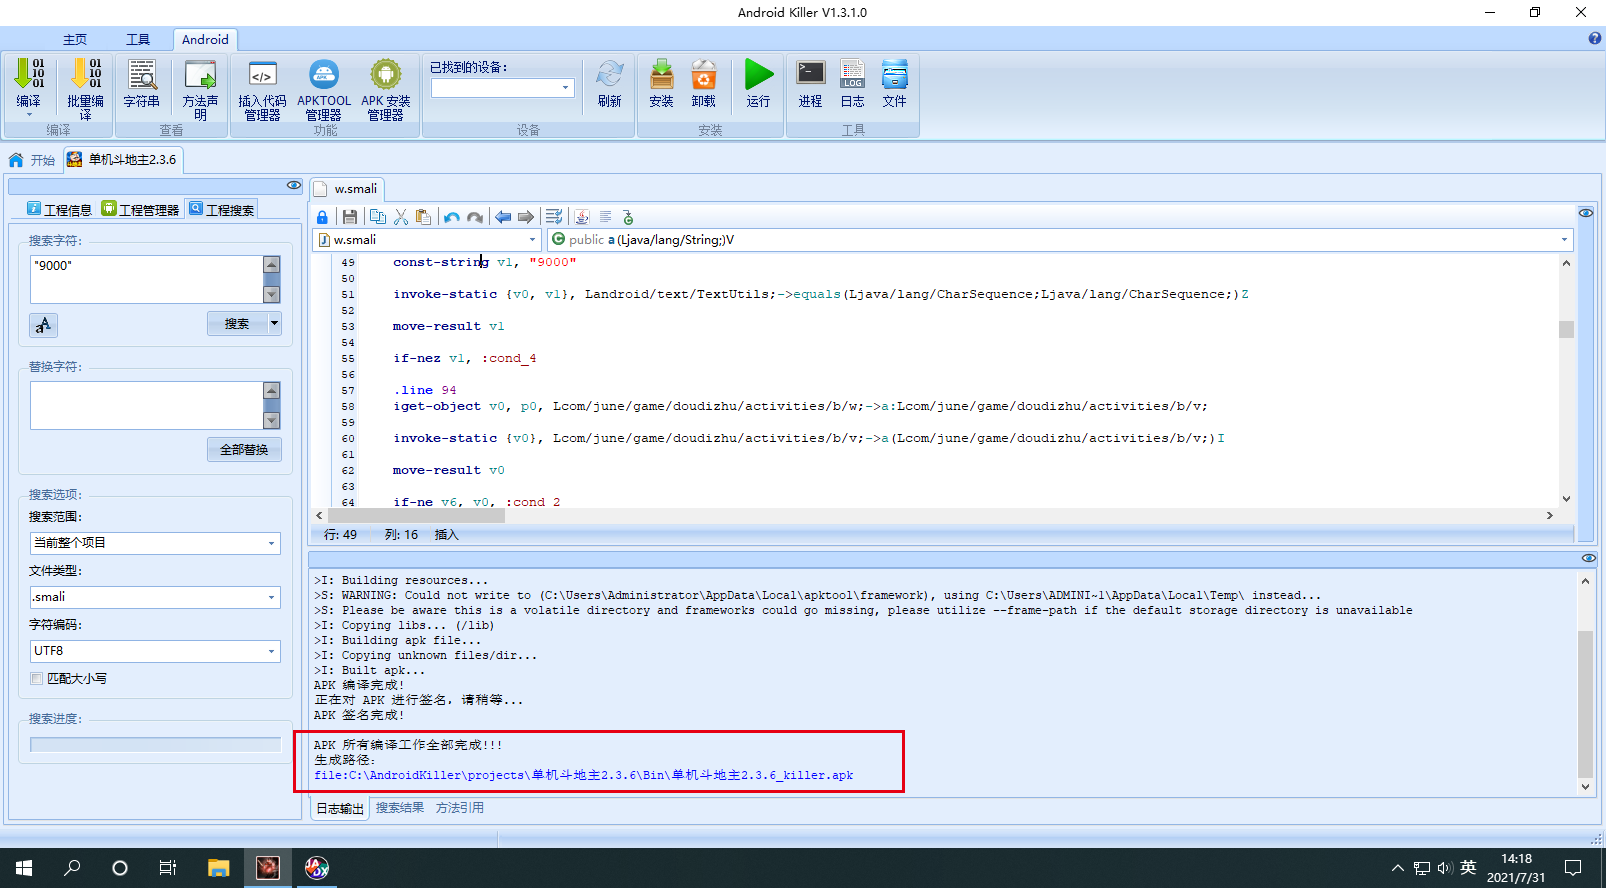 Android Killer V1.3.1.0
主页 工具 Android
编译 批量编译 字符串 方法声明 插入代码管理器 APKTOOL管理器 APK 安装管理器 已找到的设备: 刷新 安装 卸载 运行 进程 日志 文件
编译 查看 功能 设备 安装 工具
开始 单机斗地主2.3.6
工程信息 工程管理器 工程搜索
搜索字符:
"9000"
搜索
替换字符:
全部替换
搜索选项:
搜索范围:
当前整个项目
文件类型:
.smali
字符编码:
UTF8
匹配大小写
搜索进度:
w.smali
w.smali public a (Ljava/lang/String;)V
49 const-string v1, "9000"
50
51 invoke-static {v0, v1}, Landroid/text/TextUtils;->equals(Ljava/lang/CharSequence;Ljava/lang/CharSequence;)Z
52
53 move-result v1
54
55 if-nez v1, :cond_4
56
57 .line 94
58 iget-object v0, p0, Lcom/june/game/doudizhu/activities/b/w;->a:Lcom/june/game/doudizhu/activities/b/v;
59
60 invoke-static {v0}, Lcom/june/game/doudizhu/activities/b/v;->a(Lcom/june/game/doudizhu/activities/b/v;)I
61
62 move-result v0
63
64 if-ne v6, v0, :cond_2
行: 49 列: 16 插入
>I: Building resources...
>S: WARNING: Could not write to (C:\Users\Administrator\AppData\Local\apktool\framework), using C:\Users\ADMINI~1\AppData\Local\Temp\ instead...
>S: Please be aware this is a volatile directory and frameworks could go missing, please utilize --frame-path if the default storage directory is unavailable
>I: Copying libs... (/lib)
>I: Building apk file...
>I: Copying unknown files/dir...
>I: Built apk...
APK 编译完成!
正在对 APK 进行签名，请稍等...
APK 签名完成!
APK 所有编译工作全部完成!!!
生成路径:
file:C:\AndroidKiller\projects\单机斗地主2.3.6\Bin\单机斗地主2.3.6_killer.apk
日志输出 搜索结果 方法引用
英 14:18
2021/7/31